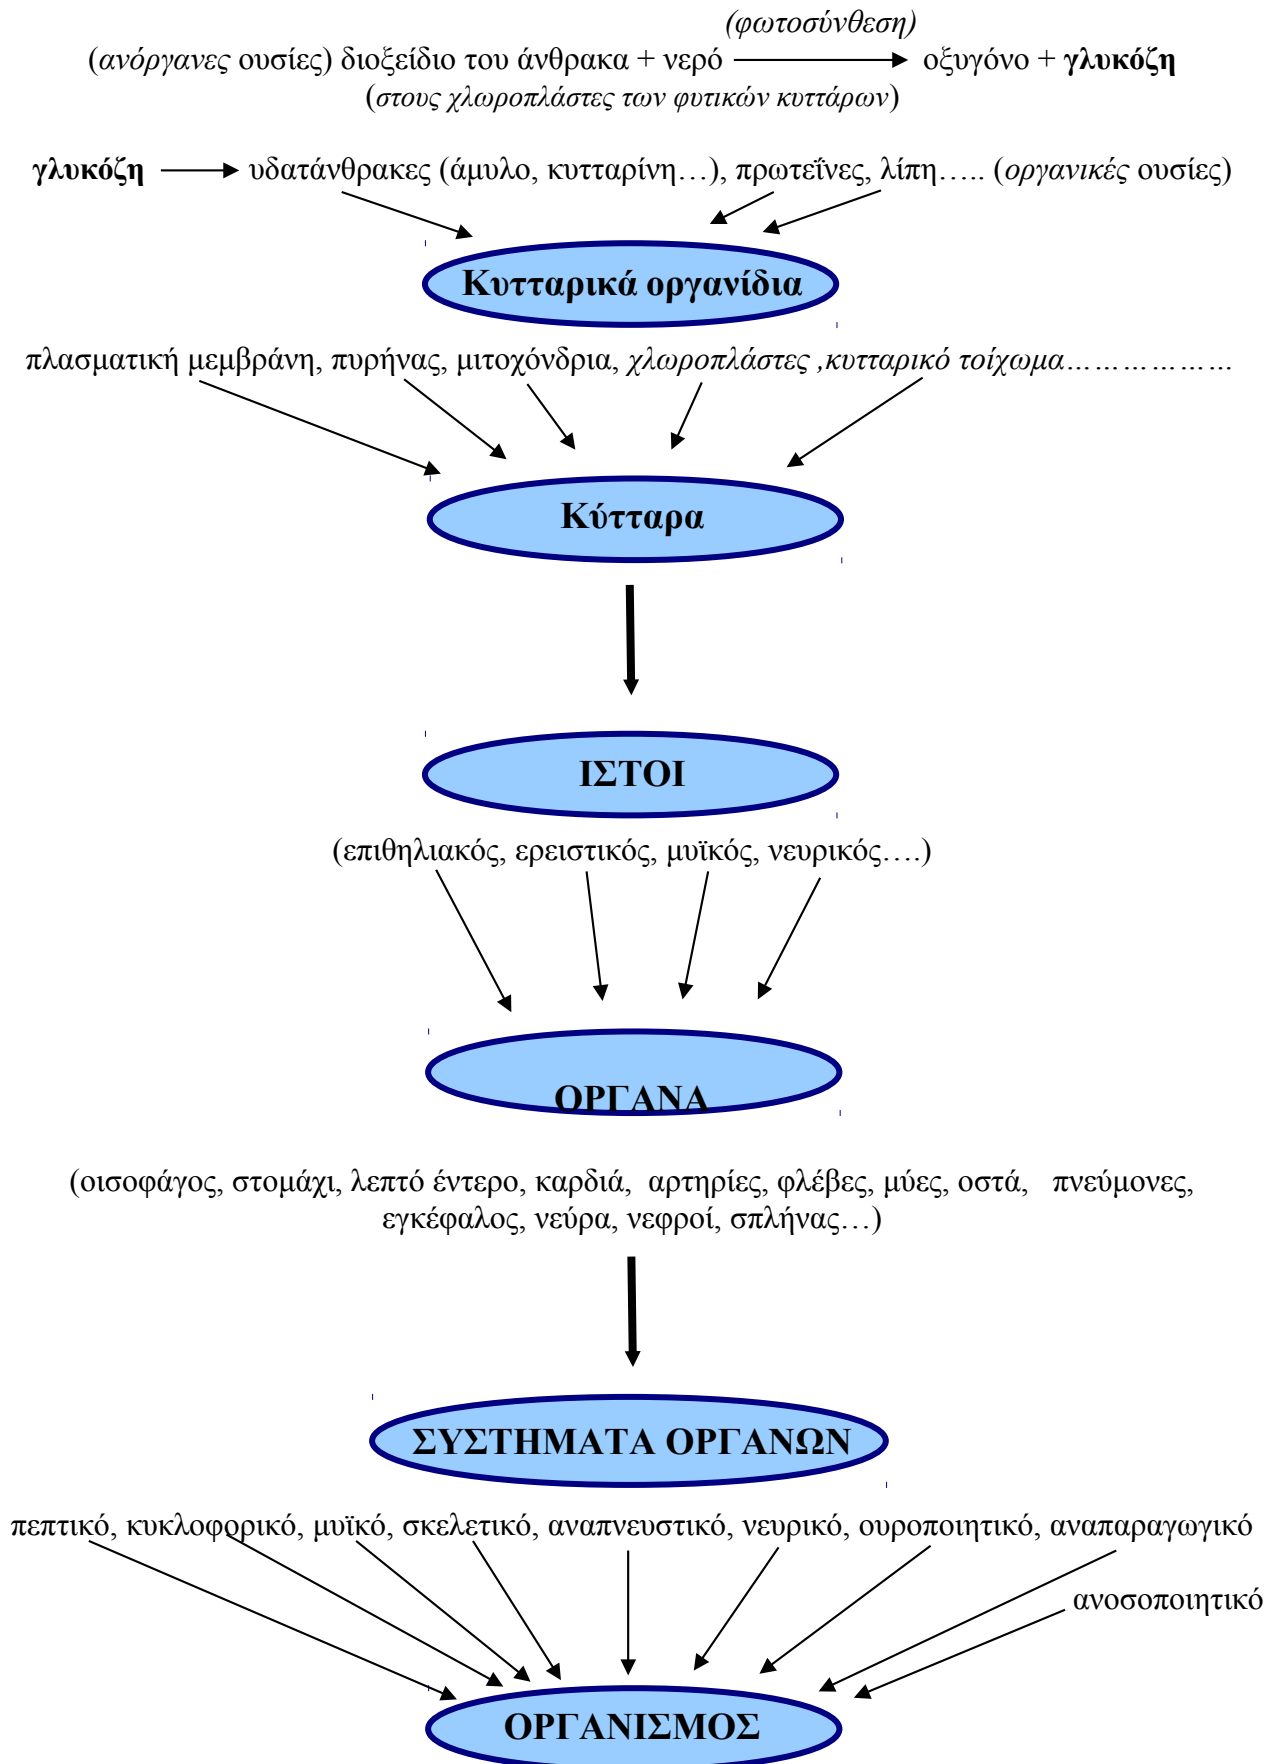 (φωτοσύνθεση)
(ανόργανες ουσίες) διοξείδιο του άνθρακα + νερό οξυγόνο + γλυκόζη
(στους χλωροπλάστες των φυτικών κυττάρων)
γλυκόζη υδατάνθρακες (άμυλο, κυτταρίνη…), πρωτεΐνες, λίπη….. (οργανικές ουσίες)
Κυτταρικά οργανίδια
πλασματική μεμβράνη, πυρήνας, μιτοχόνδρια, χλωροπλάστες ,κυτταρικό τοίχωμα………………
Κύτταρα
ΙΣΤΟΙ
(επιθηλιακός, ερειστικός, μυϊκός, νευρικός….)
ΟΡΓΑΝΑ
(οισοφάγος, στομάχι, λεπτό έντερο, καρδιά, αρτηρίες, φλέβες, μύες, οστά, πνεύμονες,
εγκέφαλος, νεύρα, νεφροί, σπλήνας…)
ΣΥΣΤΗΜΑΤΑ ΟΡΓΑΝΩΝ
πεπτικό, κυκλοφορικό, μυϊκό, σκελετικό, αναπνευστικό, νευρικό, ουροποιητικό, αναπαραγωγικό
ανοσοποιητικό
ΟΡΓΑΝΙΣΜΟΣ